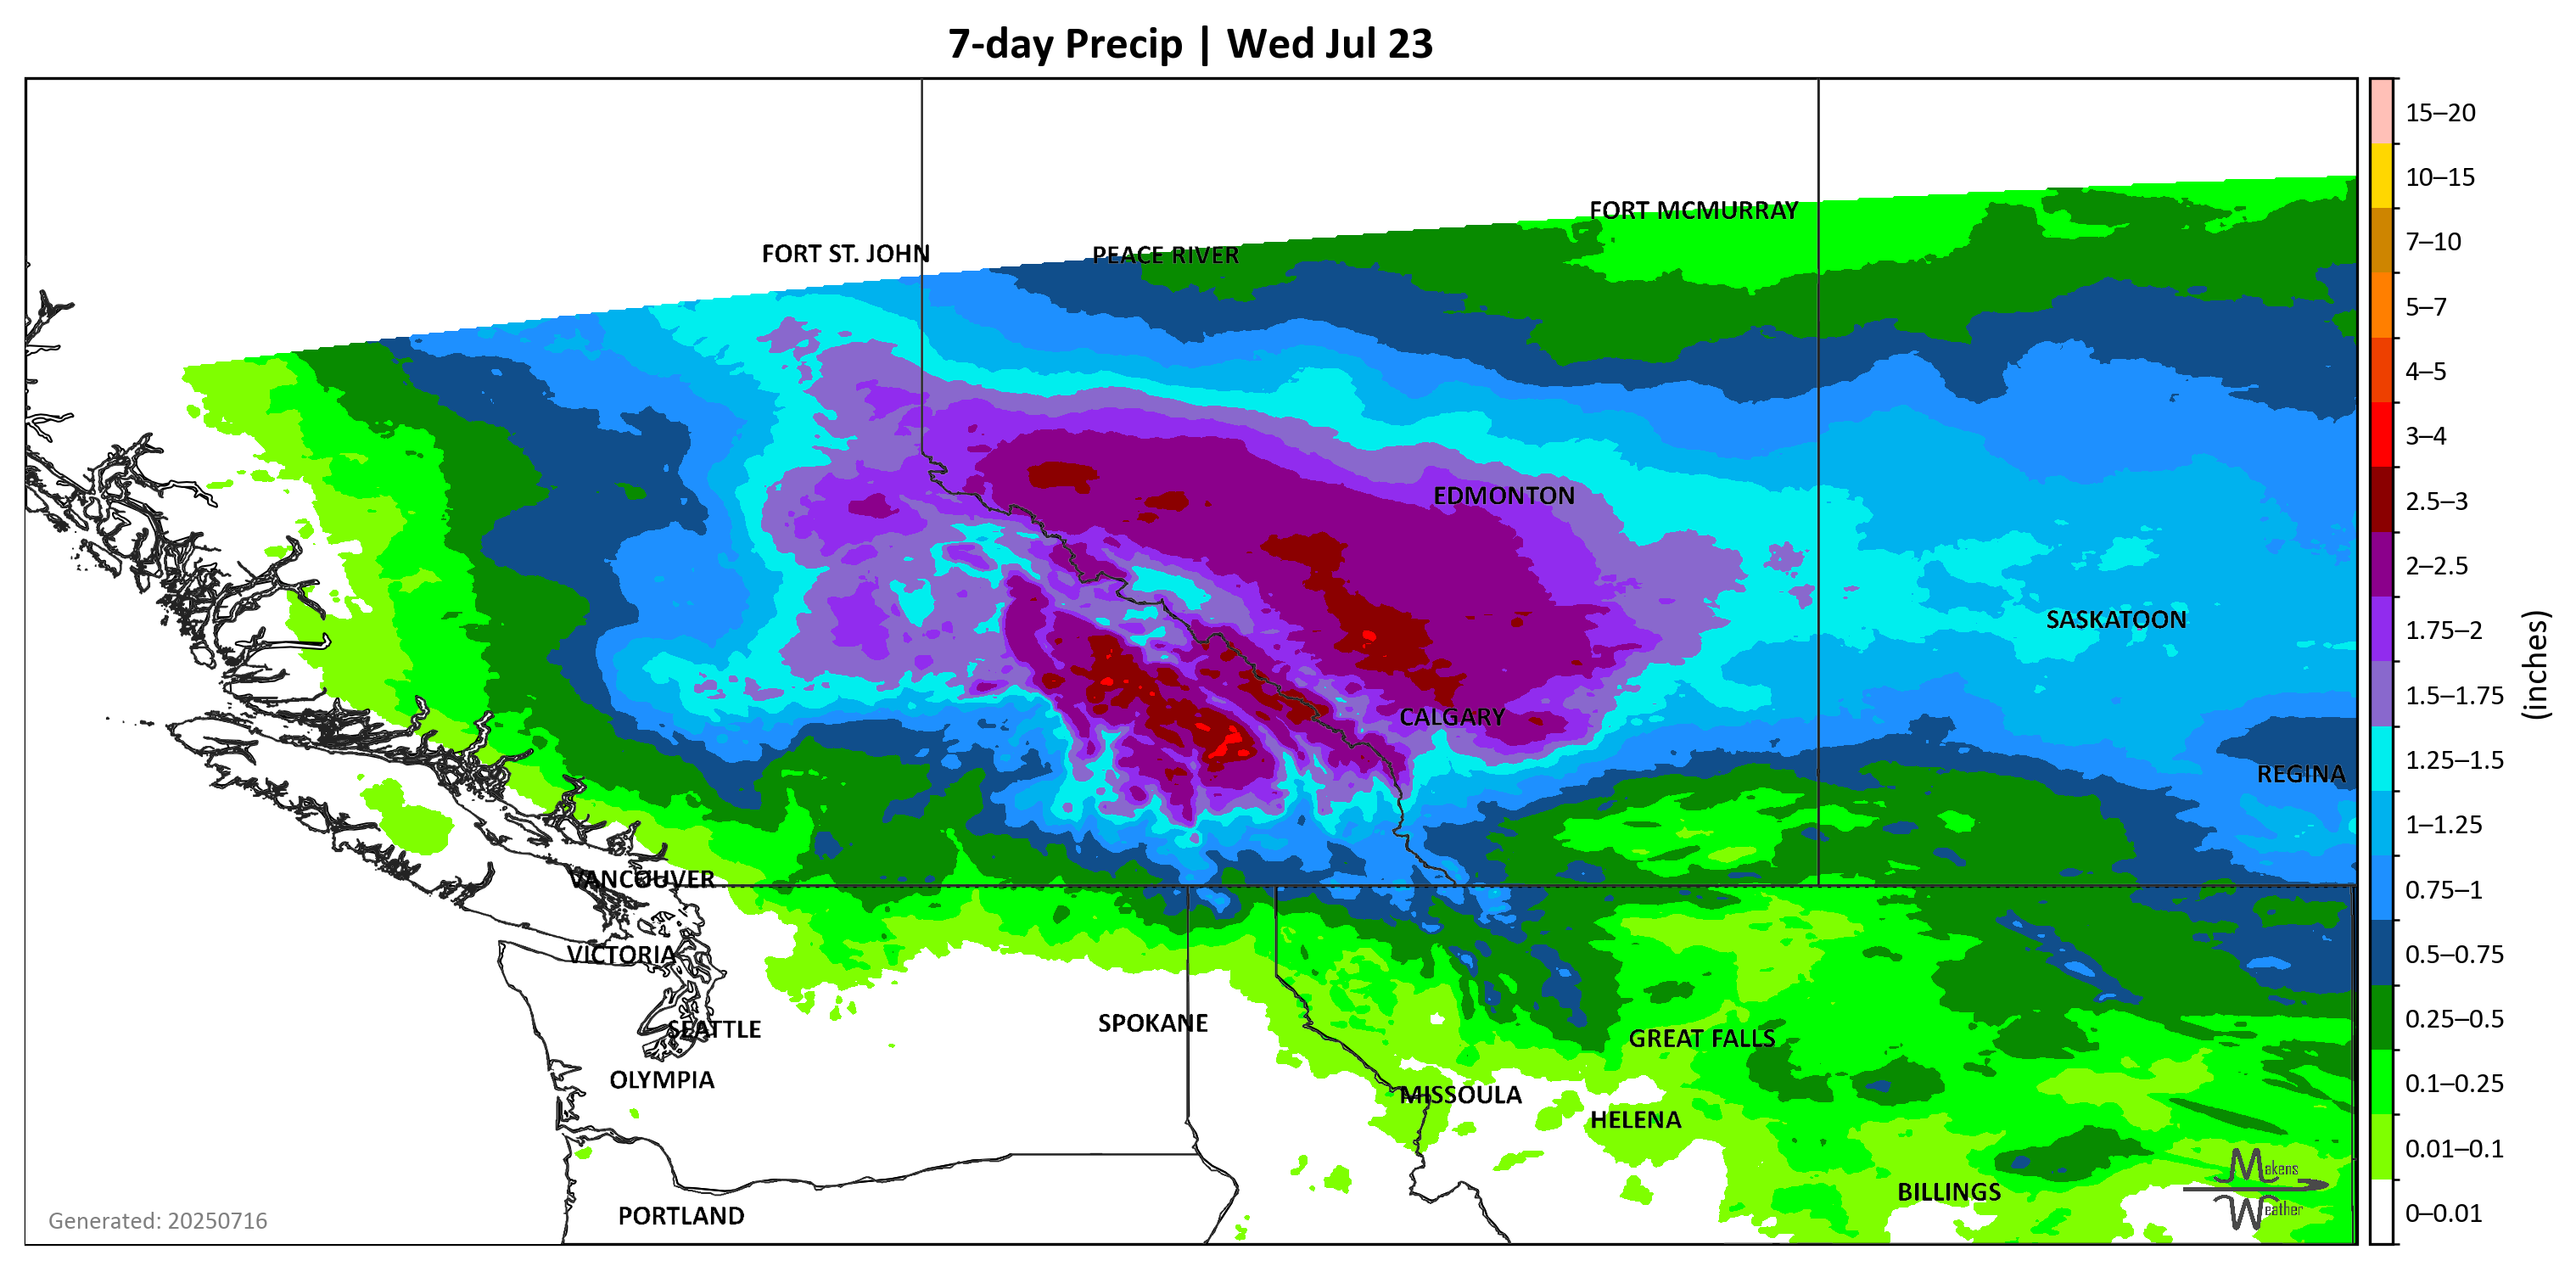 7-day Precip | Wed Jul 23
FORT MCMURRAY
FORT ST. JOHN
PEACE RIVER
EDMONTON
SASKATOON
CALGARY
REGINA
VANCOUVER
VICTORIA
SEATTLE
SPOKANE
GREAT FALLS
OLYMPIA
MISSOULA
HELENA
BILLINGS
PORTLAND
Makens
Weather
Generated: 20250716
15–20
10–15
7–10
5–7
4–5
3–4
2.5–3
2–2.5
1.75–2
1.5–1.75
1.25–1.5
1–1.25
0.75–1
0.5–0.75
0.25–0.5
0.1–0.25
0.01–0.1
0–0.01
(inches)